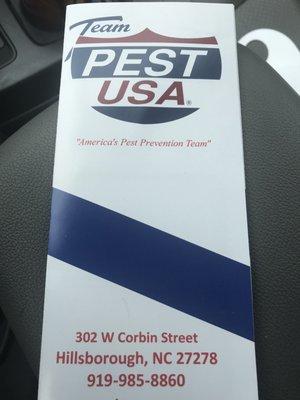 Team
PEST
USA®
"America's Pest Prevention Team"
302 W Corbin Street
Hillsborough, NC 27278
919-985-8860